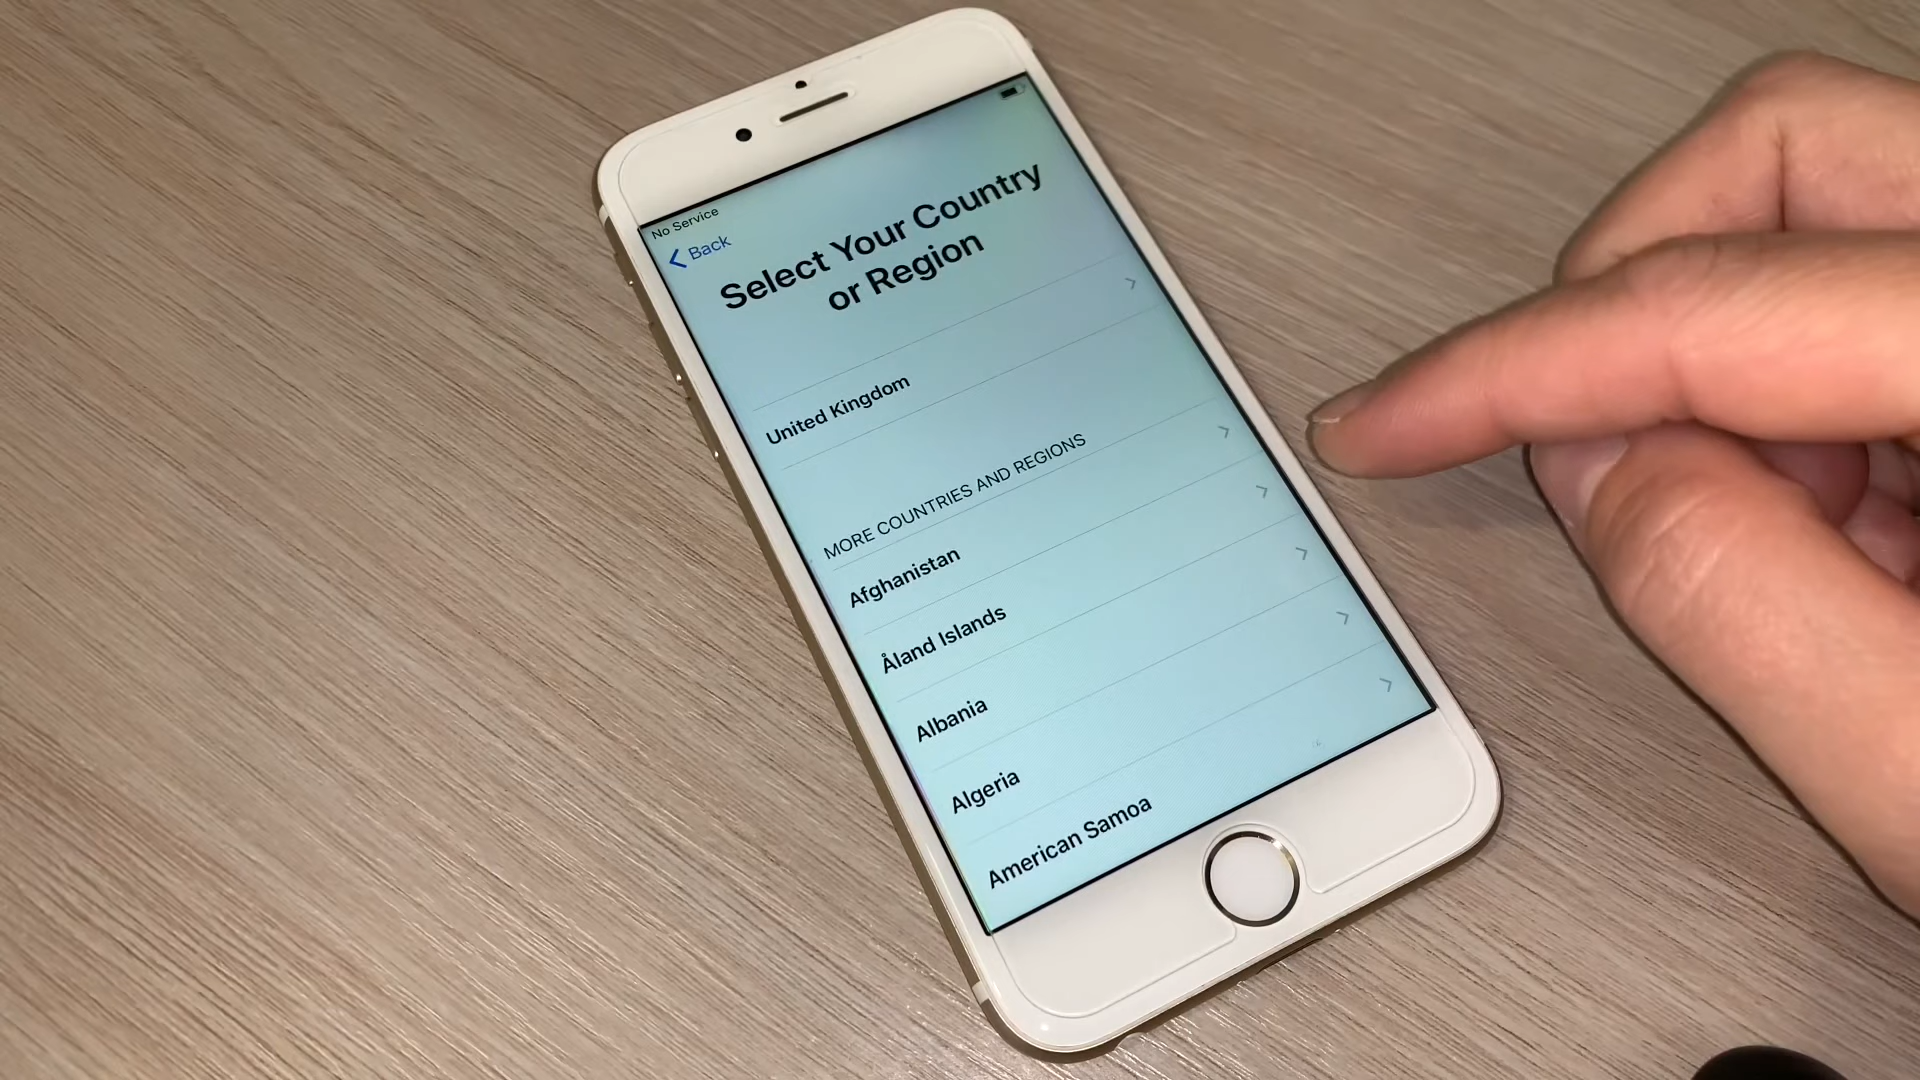 No Service
Back
Select Your Country
or Region
United Kingdom
MORE COUNTRIES AND REGIONS
Afghanistan
Åland Islands
Albania
Algeria
American Samoa